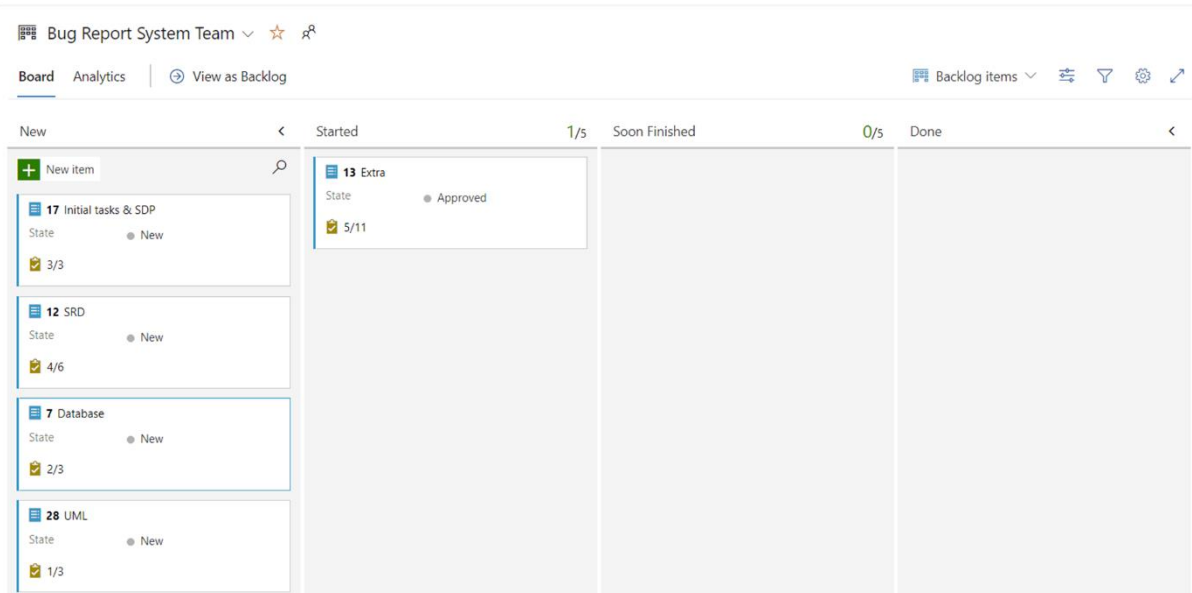 Bug Report System Team
Board Analytics View as Backlog Backlog items
New Started 1/5 Soon Finished 0/5 Done
New item
17 Initial tasks & SDP
State New
3/3
12 SRD
State New
4/6
7 Database
State New
2/3
28 UML
State New
1/3
13 Extra
State Approved
5/11